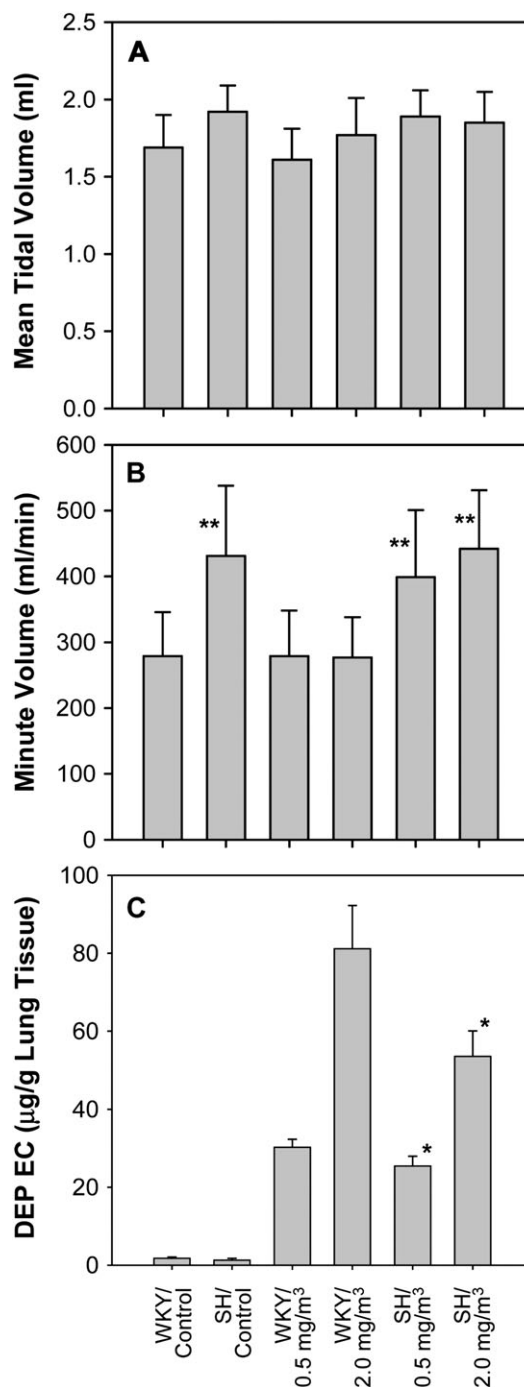 A
Mean Tidal Volume (ml)
2.5
2.0
1.5
1.0
0.5
0.0
B
Minute Volume (ml/min)
600
500
400
300
200
100
0
**
**
**
C
DEP EC (µg/g Lung Tissue)
100
80
60
40
20
0
*
*
WKY/
Control
SH/
Control
WKY/
0.5 mg/m³
WKY/
2.0 mg/m³
SH/
0.5 mg/m³
SH/
2.0 mg/m³